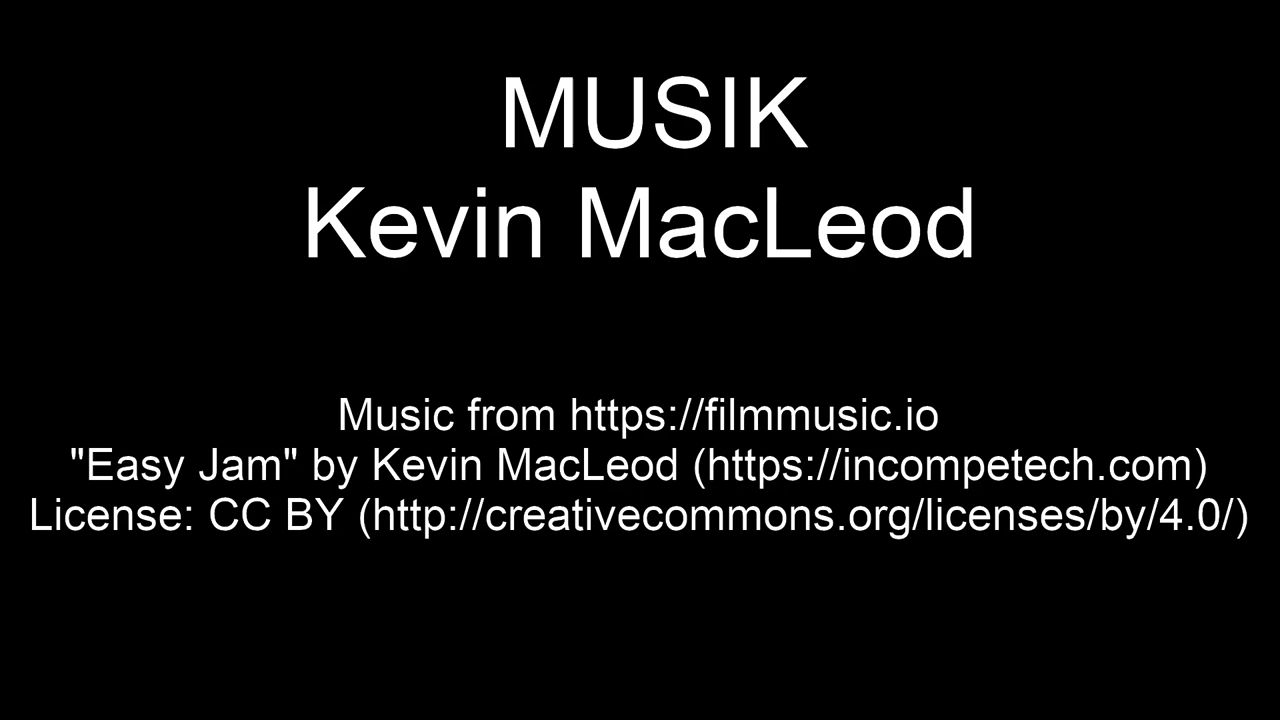 MUSIK
Kevin MacLeod
Music from https://filmmusic.io
"Easy Jam" by Kevin MacLeod (https://incompetech.com)
License: CC BY (http://creativecommons.org/licenses/by/4.0/)